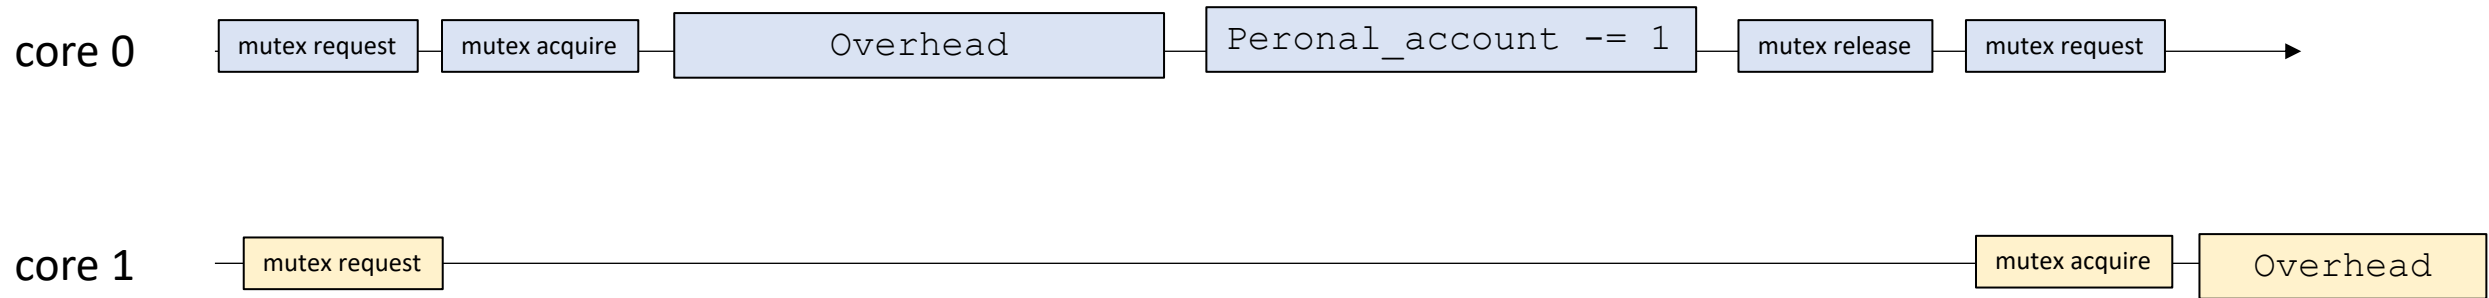 core 0
mutex request
mutex acquire
Overhead
Peronal_account -= 1
mutex release
mutex request
core 1
mutex request
mutex acquire
Overhead